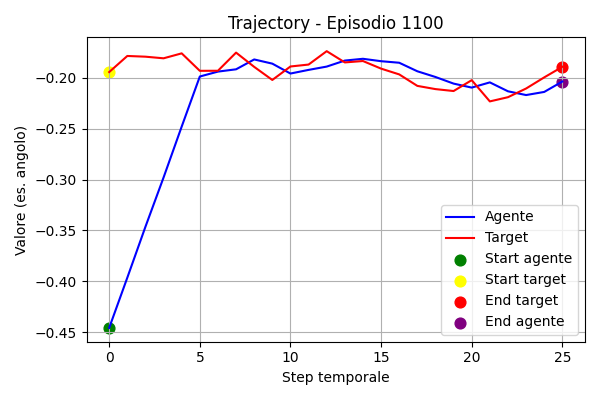 Trajectory - Episodio 1100
Valore (es. angolo)
−0.20
−0.25
−0.30
−0.35
−0.40
−0.45
0
5
10
15
20
25
Step temporale
Agente
Target
Start agente
Start target
End target
End agente